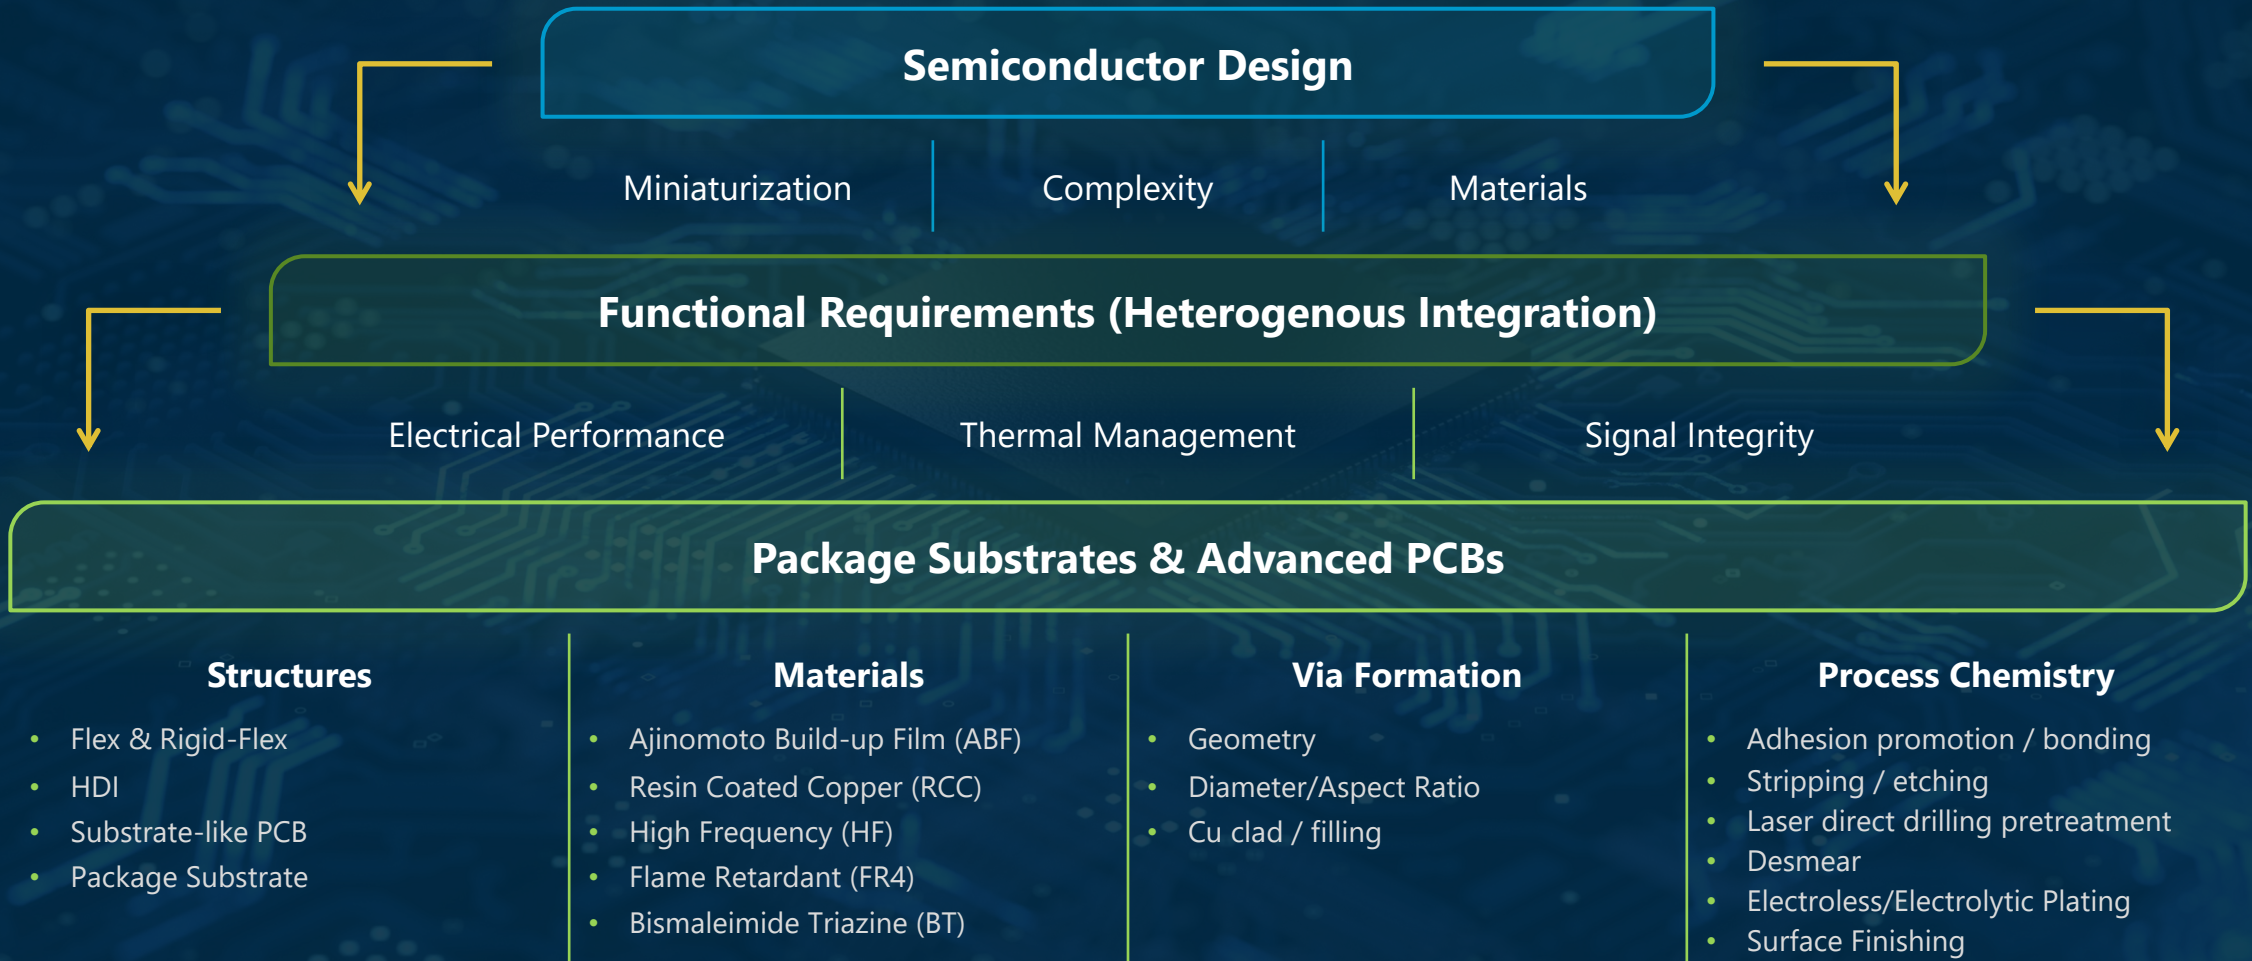 Semiconductor Design
Miniaturization
Complexity
Materials
Functional Requirements (Heterogenous Integration)
Electrical Performance
Thermal Management
Signal Integrity
Package Substrates & Advanced PCBs
Structures
• Flex & Rigid-Flex
• HDI
• Substrate-like PCB
• Package Substrate
Materials
• Ajinomoto Build-up Film (ABF)
• Resin Coated Copper (RCC)
• High Frequency (HF)
• Flame Retardant (FR4)
• Bismaleimide Triazine (BT)
Via Formation
• Geometry
• Diameter/Aspect Ratio
• Cu clad / filling
Process Chemistry
• Adhesion promotion / bonding
• Stripping / etching
• Laser direct drilling pretreatment
• Desmear
• Electroless/Electrolytic Plating
• Surface Finishing